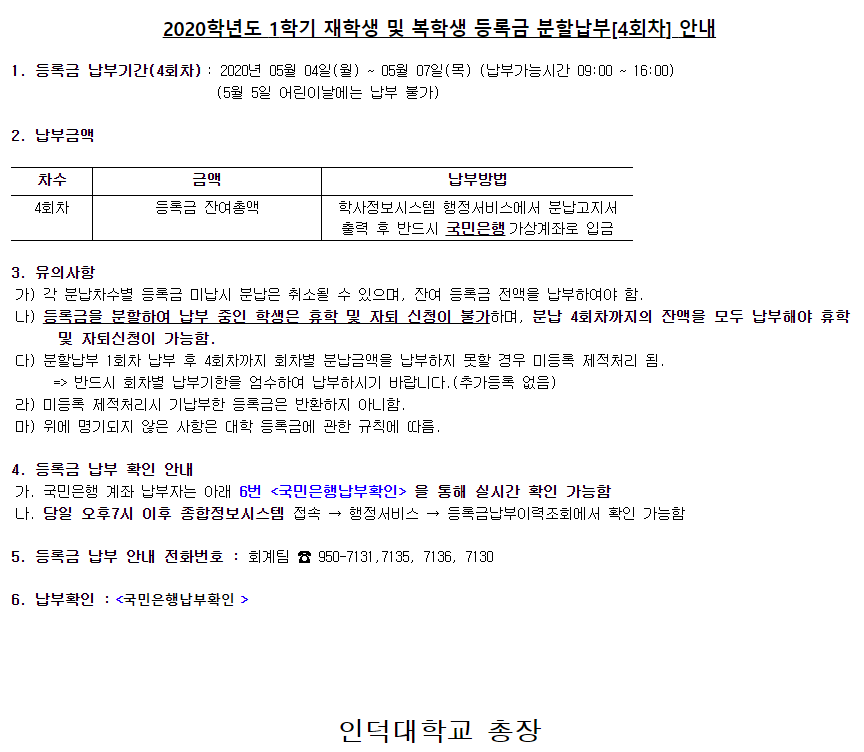 2020학년도 1학기 재학생 및 복학생 등록금 분할납부[4회차] 안내
1. 등록금 납부기간(4회차) : 2020년 05월 04일(월) ~ 05월 07일(목) (납부가능시간 09:00 ~ 16:00)
(5월 5일 어린이날에는 납부 불가)
2. 납부금액
차수 금액 납부방법
4회차 등록금 잔여총액 학사정보시스템 행정서비스에서 분납고지서
출력 후 반드시 국민은행 가상계좌로 입금
3. 유의사항
가) 각 분납차수별 등록금 미납시 분납은 취소될 수 있으며, 잔여 등록금 전액을 납부하여야 함.
나) 등록금을 분할하여 납부 중인 학생은 휴학 및 자퇴 신청이 불가하며, 분납 4회차까지의 잔액을 모두 납부해야 휴학
및 자퇴신청이 가능함.
다) 분할납부 1회차 납부 후 4회차까지 회차별 분납금액을 납부하지 못할 경우 미등록 제적처리 됨.
=> 반드시 회차별 납부기한을 엄수하여 납부하시기 바랍니다.(추가등록 없음)
라) 미등록 제적처리시 기납부한 등록금은 반환하지 아니함.
마) 위에 명기되지 않은 사항은 대학 등록금에 관한 규칙에 따름.
4. 등록금 납부 확인 안내
가. 국민은행 계좌 납부자는 아래 6번 <국민은행납부확인> 을 통해 실시간 확인 가능함
나. 당일 오후7시 이후 종합정보시스템 접속 → 행정서비스 → 등록금납부이력조회에서 확인 가능함
5. 등록금 납부 안내 전화번호 : 회계팀 ☎ 950-7131,7135, 7136, 7130
6. 납부확인 : <국민은행납부확인 >
인덕대학교 총장